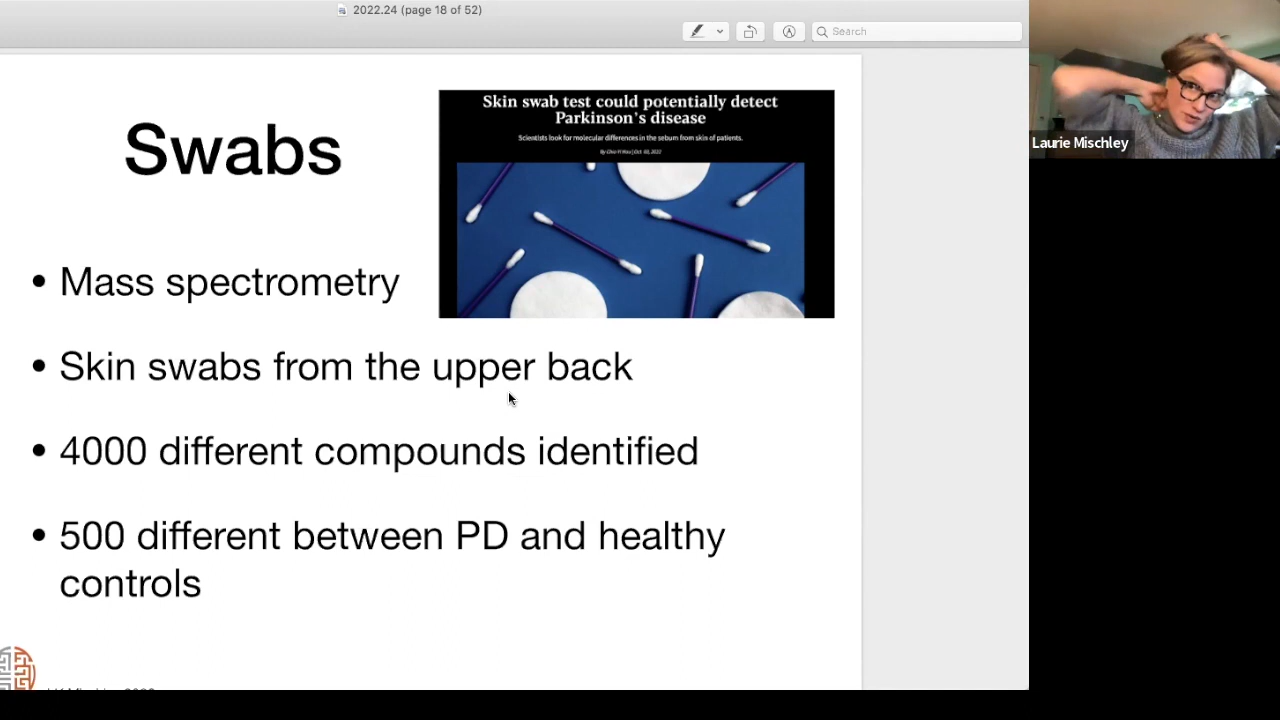 2022.24 (page 18 of 52)
Search
Skin swab test could potentially detect
Parkinson's disease
Scientists look for molecular differences in the sebum from skin of patients.
Swabs
• Mass spectrometry
• Skin swabs from the upper back
• 4000 different compounds identified
• 500 different between PD and healthy
controls
Laurie Mischley